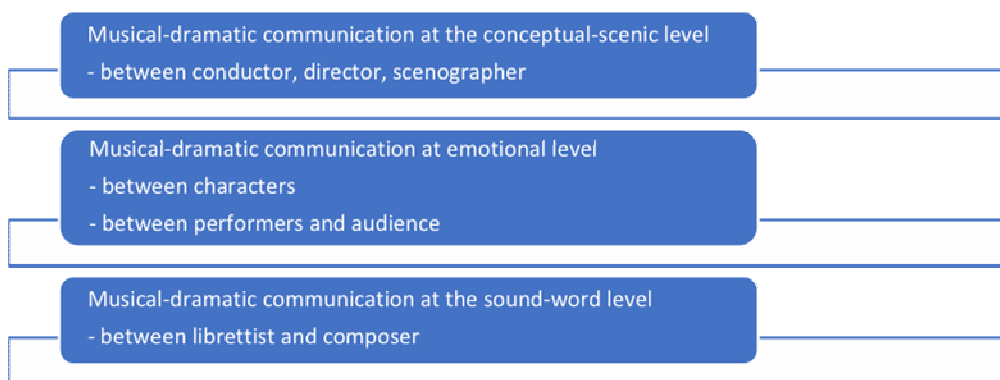 Musical-dramatic communication at the conceptual-scenic level
- between conductor, director, scenographer
Musical-dramatic communication at emotional level
- between characters
- between performers and audience
Musical-dramatic communication at the sound-word level
- between librettist and composer